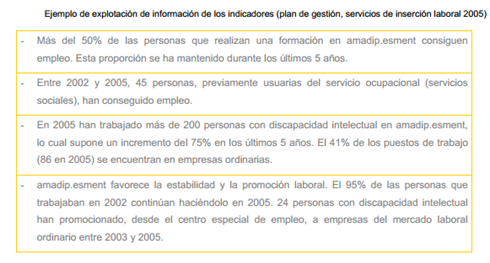 Ejemplo de explotación de información de los indicadores (plan de gestión, servicios de inserción laboral 2005)
- Más del 50% de las personas que realizan una formación en amadip.esment consiguen
empleo. Esta proporción se ha mantenido durante los últimos 5 años.
- Entre 2002 y 2005, 45 personas, previamente usuarias del servicio ocupacional (servicios
sociales), han conseguido empleo.
- En 2005 han trabajado más de 200 personas con discapacidad intelectual en amadip.esment,
lo cual supone un incremento del 75% en los últimos 5 años. El 41% de los puestos de trabajo
(86 en 2005) se encuentran en empresas ordinarias.
- amadip.esment favorece la estabilidad y la promoción laboral. El 95% de las personas que
trabajaban en 2002 continúan haciéndolo en 2005. 24 personas con discapacidad intelectual
han promocionado, desde el centro especial de empleo, a empresas del mercado laboral
ordinario entre 2003 y 2005.